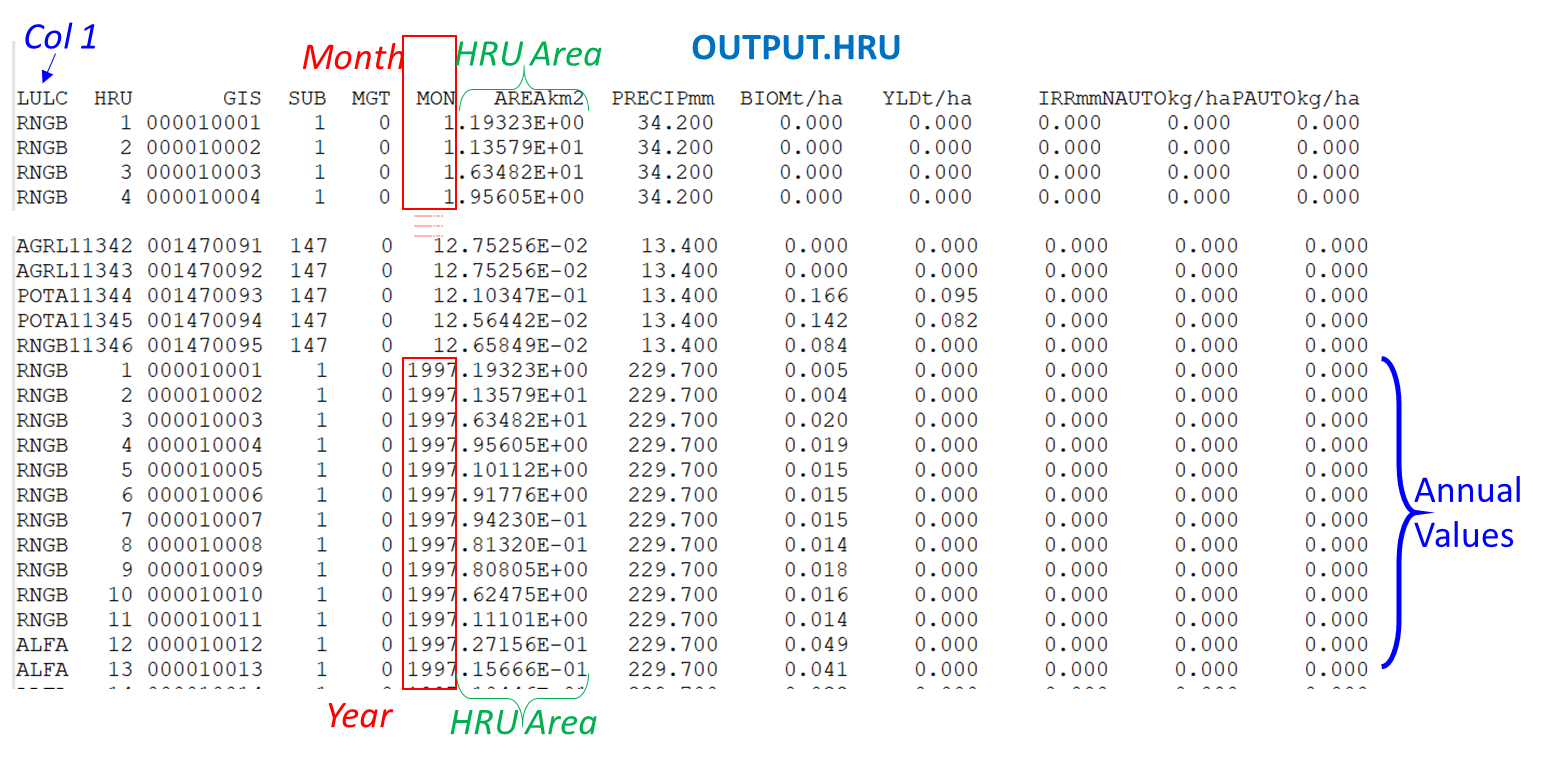 Col 1
Month
HRU Area
OUTPUT.HRU
LULC HRU GIS SUB MGT MON AREAkm2 PRECIPmm BIOMt/ha YLDt/ha IRRmmNAUTOkg/haPAUTOkg/ha
RNGB 1 000010001 1 0 1.19323E+00 34.200 0.000 0.000 0.000 0.000 0.000
RNGB 2 000010002 1 0 1.13579E+01 34.200 0.000 0.000 0.000 0.000 0.000
RNGB 3 000010003 1 0 1.63482E+01 34.200 0.000 0.000 0.000 0.000 0.000
RNGB 4 000010004 1 0 1.95605E+00 34.200 0.000 0.000 0.000 0.000 0.000
AGRL11342 001470091 147 0 12.75256E-02 13.400 0.000 0.000 0.000 0.000 0.000
AGRL11343 001470092 147 0 12.75256E-02 13.400 0.000 0.000 0.000 0.000 0.000
POTA11344 001470093 147 0 12.10347E-01 13.400 0.166 0.095 0.000 0.000 0.000
POTA11345 001470094 147 0 12.56442E-02 13.400 0.142 0.082 0.000 0.000 0.000
RNGB11346 001470095 147 0 12.65849E-02 13.400 0.084 0.000 0.000 0.000 0.000
RNGB 1 000010001 1 0 1997.19323E+00 229.700 0.005 0.000 0.000 0.000 0.000
RNGB 2 000010002 1 0 1997.13579E+01 229.700 0.004 0.000 0.000 0.000 0.000
RNGB 3 000010003 1 0 1997.63482E+01 229.700 0.020 0.000 0.000 0.000 0.000
RNGB 4 000010004 1 0 1997.95605E+00 229.700 0.019 0.000 0.000 0.000 0.000
RNGB 5 000010005 1 0 1997.10112E+00 229.700 0.015 0.000 0.000 0.000 0.000
RNGB 6 000010006 1 0 1997.91776E+00 229.700 0.015 0.000 0.000 0.000 0.000
RNGB 7 000010007 1 0 1997.94230E-01 229.700 0.015 0.000 0.000 0.000 0.000
RNGB 8 000010008 1 0 1997.81320E-01 229.700 0.014 0.000 0.000 0.000 0.000
RNGB 9 000010009 1 0 1997.80805E+00 229.700 0.018 0.000 0.000 0.000 0.000
RNGB 10 000010010 1 0 1997.62475E+00 229.700 0.016 0.000 0.000 0.000 0.000
RNGB 11 000010011 1 0 1997.11101E+00 229.700 0.014 0.000 0.000 0.000 0.000
ALFA 12 000010012 1 0 1997.27156E-01 229.700 0.049 0.000 0.000 0.000 0.000
ALFA 13 000010013 1 0 1997.15666E-01 229.700 0.041 0.000 0.000 0.000 0.000
Annual
Values
Year
HRU Area